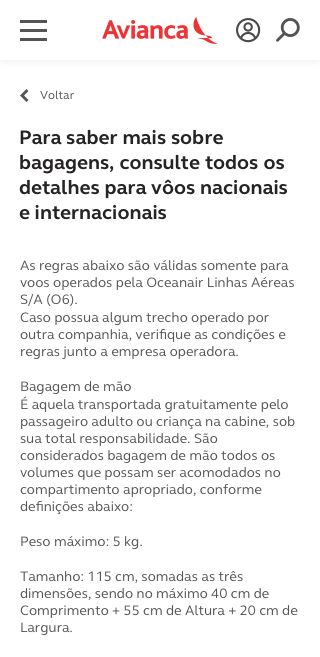 Avianca
Voltar
Para saber mais sobre
bagagens, consulte todos os
detalhes para vôos nacionais
e internacionais
As regras abaixo são válidas somente para
voos operados pela Oceanair Linhas Aéreas
S/A (O6).
Caso possua algum trecho operado por
outra companhia, verifique as condições e
regras junto a empresa operadora.
Bagagem de mão
É aquela transportada gratuitamente pelo
passageiro adulto ou criança na cabine, sob
sua total responsabilidade. São
considerados bagagem de mão todos os
volumes que possam ser acomodados no
compartimento apropriado, conforme
definições abaixo:
Peso máximo: 5 kg.
Tamanho: 115 cm, somadas as três
dimensões, sendo no máximo 40 cm de
Comprimento + 55 cm de Altura + 20 cm de
Largura.